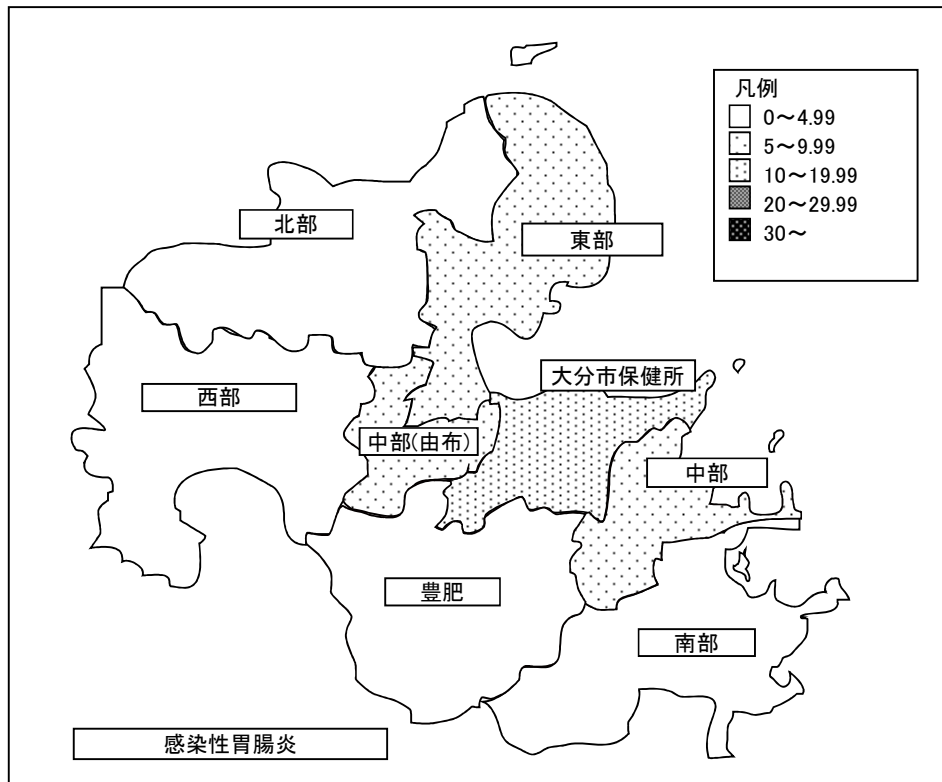 凡例
0～4.99
5～9.99
10～19.99
20～29.99
30～
北部
東部
大分市保健所
西部
中部(由布)
中部
豊肥
南部
感染性胃腸炎